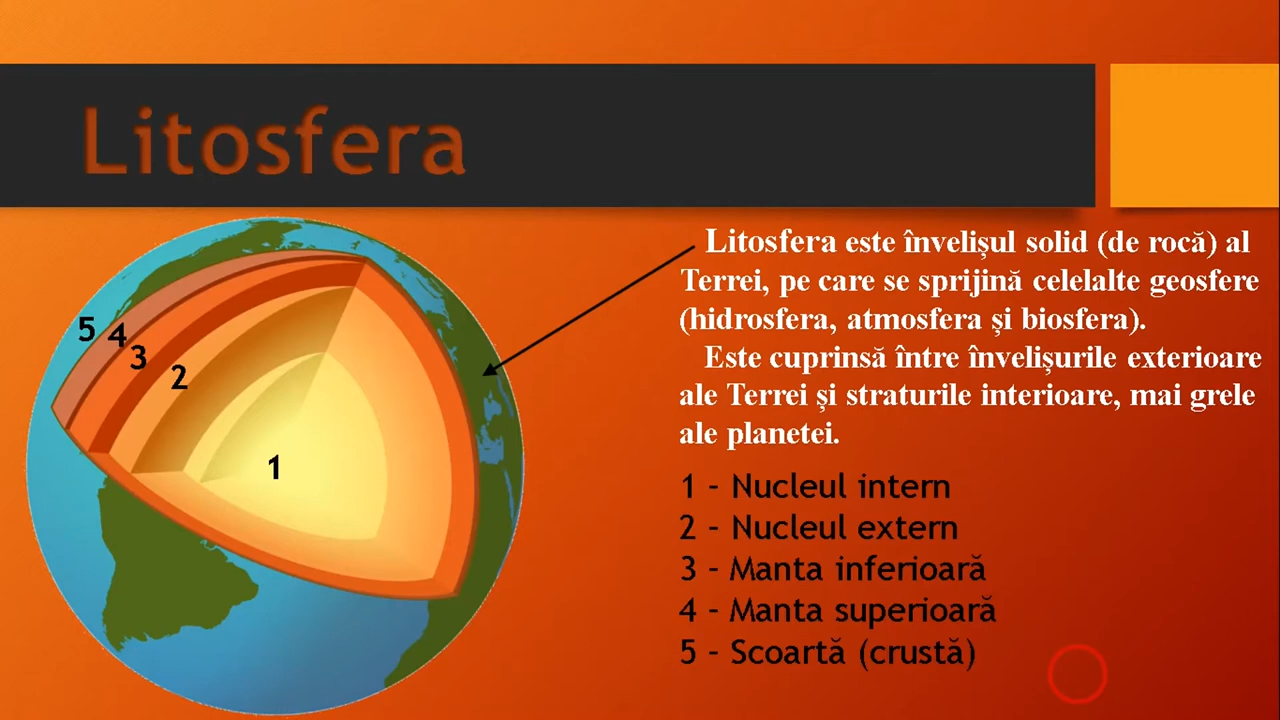 Litosfera
Litosfera este învelișul solid (de rocă) al
Terrei, pe care se sprijină celelalte geosfere
(hidrosfera, atmosfera și biosfera).
Este cuprinsă între învelișurile exterioare
ale Terrei și straturile interioare, mai grele
ale planetei.
5
4
3
2
1
1 – Nucleul intern
2 – Nucleul extern
3 – Manta inferioară
4 – Manta superioară
5 – Scoartă (crustă)